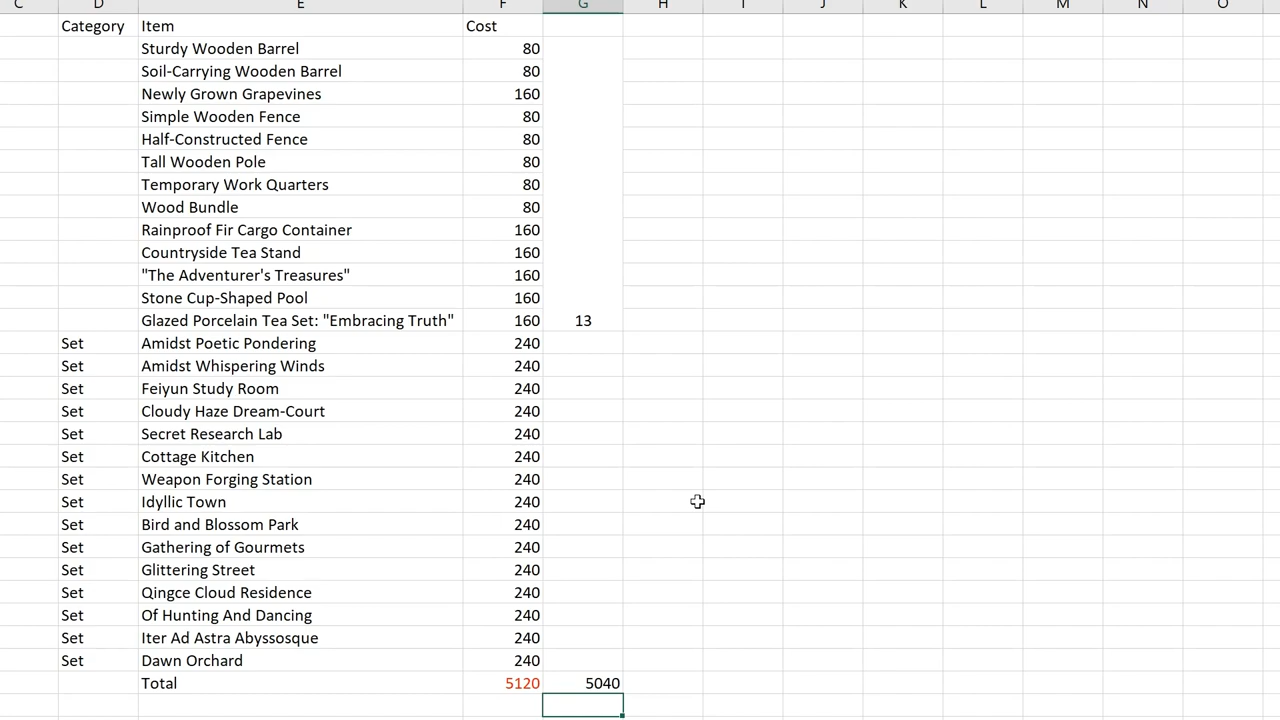 C D E F G H I J K L M N O
Category Item Cost
Sturdy Wooden Barrel 80
Soil-Carrying Wooden Barrel 80
Newly Grown Grapevines 160
Simple Wooden Fence 80
Half-Constructed Fence 80
Tall Wooden Pole 80
Temporary Work Quarters 80
Wood Bundle 80
Rainproof Fir Cargo Container 160
Countryside Tea Stand 160
"The Adventurer's Treasures" 160
Stone Cup-Shaped Pool 160
Glazed Porcelain Tea Set: "Embracing Truth" 160 13
Set Amidst Poetic Pondering 240
Set Amidst Whispering Winds 240
Set Feiyun Study Room 240
Set Cloudy Haze Dream-Court 240
Set Secret Research Lab 240
Set Cottage Kitchen 240
Set Weapon Forging Station 240
Set Idyllic Town 240
Set Bird and Blossom Park 240
Set Gathering of Gourmets 240
Set Glittering Street 240
Set Qingce Cloud Residence 240
Set Of Hunting And Dancing 240
Set Iter Ad Astra Abyssosque 240
Set Dawn Orchard 240
Total 5120 5040